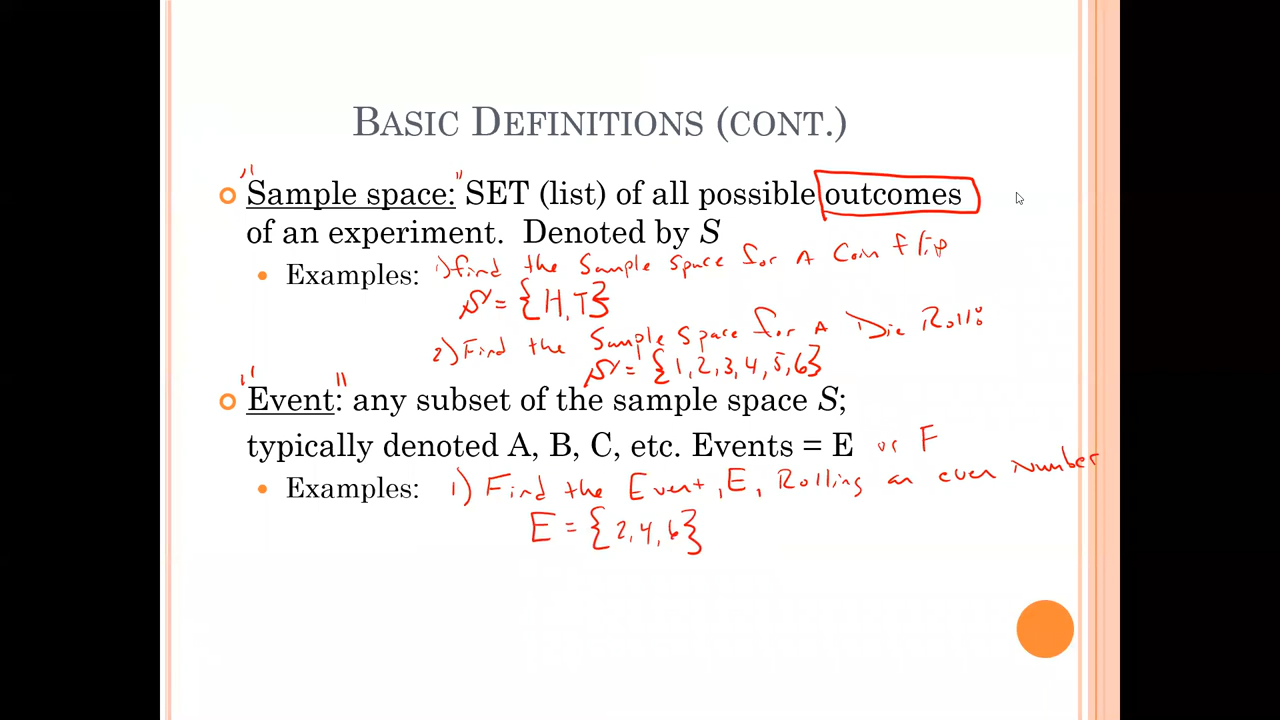 BASIC DEFINITIONS (CONT.)
"Sample space:" SET (list) of all possible outcomes
of an experiment. Denoted by S
Examples: 1) find the Sample Space for A Coin flip
S = {H, T}
2) Find the Sample Space for A Die Roll:
S = {1, 2, 3, 4, 5, 6}
"Event": any subset of the sample space S;
typically denoted A, B, C, etc. Events = E or F
Examples: 1) Find the Event, E, Rolling an even Number
E = {2, 4, 6}